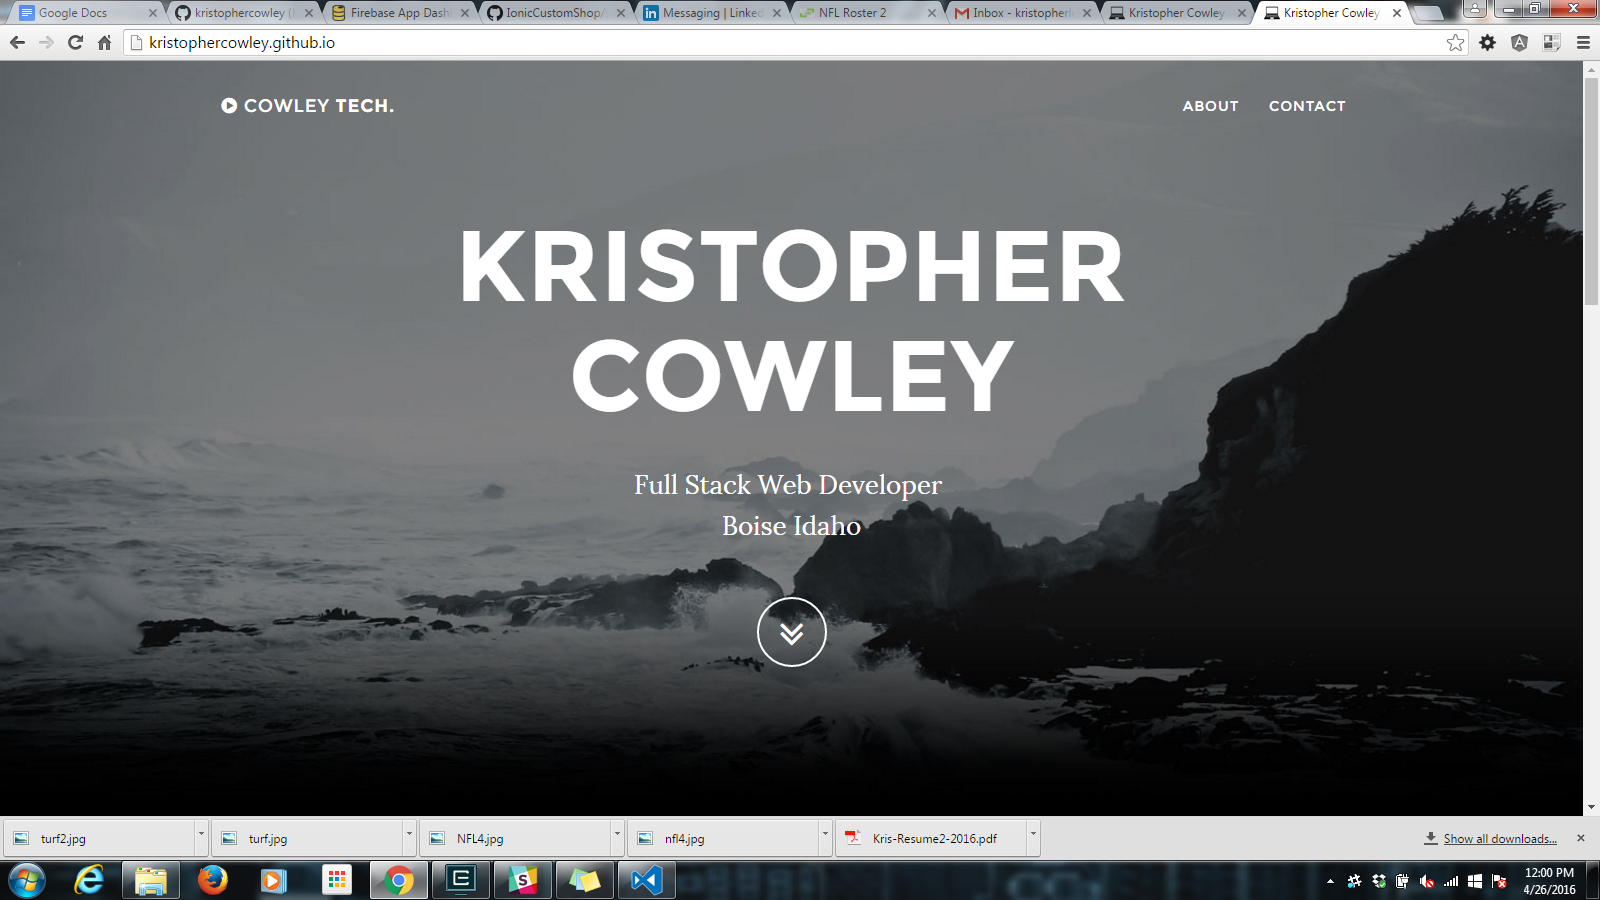 Google Docs
kristophercowley (
Firebase App Dash
IonicCustomShop/
Messaging | Linked
NFL Roster 2
Inbox - kristopherl
Kristopher Cowley
Kristopher Cowley
kristophercowley.github.io
COWLEY TECH.
ABOUT
CONTACT
KRISTOPHER
COWLEY
Full Stack Web Developer
Boise Idaho
turf2.jpg
turf.jpg
NFL4.jpg
nfl4.jpg
Kris-Resume2-2016.pdf
Show all downloads...
12:00 PM
4/26/2016